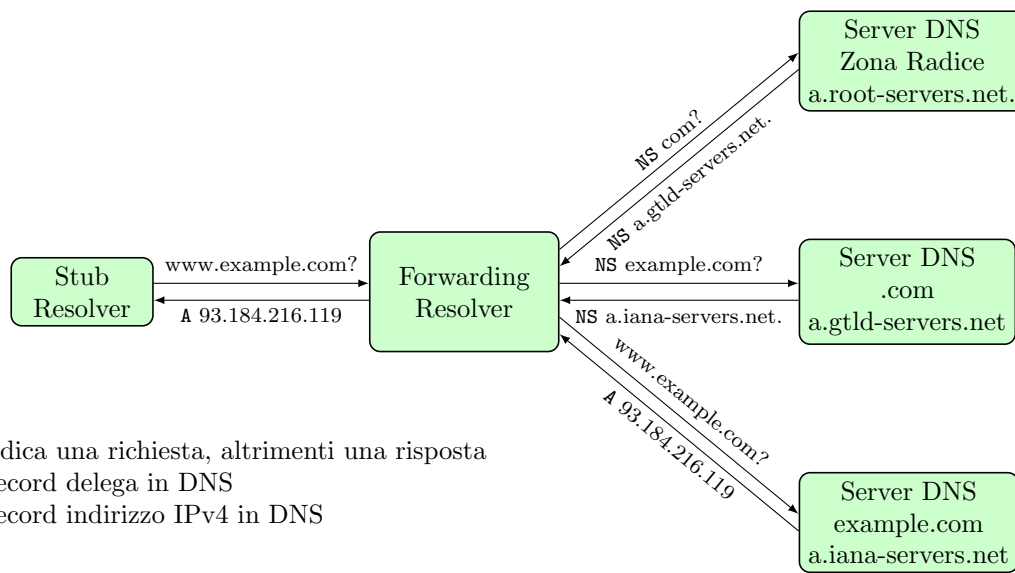 Server DNS
Zona Radice
a.root-servers.net.
NS com?
NS a.gtld-servers.net.
Stub
Resolver
www.example.com?
A 93.184.216.119
Forwarding
Resolver
NS example.com?
NS a.iana-servers.net.
Server DNS
.com
a.gtld-servers.net
www.example.com?
A 93.184.216.119
Server DNS
example.com
a.iana-servers.net
una richiesta, altrimenti una risposta
delega in DNS
indirizzo IPv4 in DNS